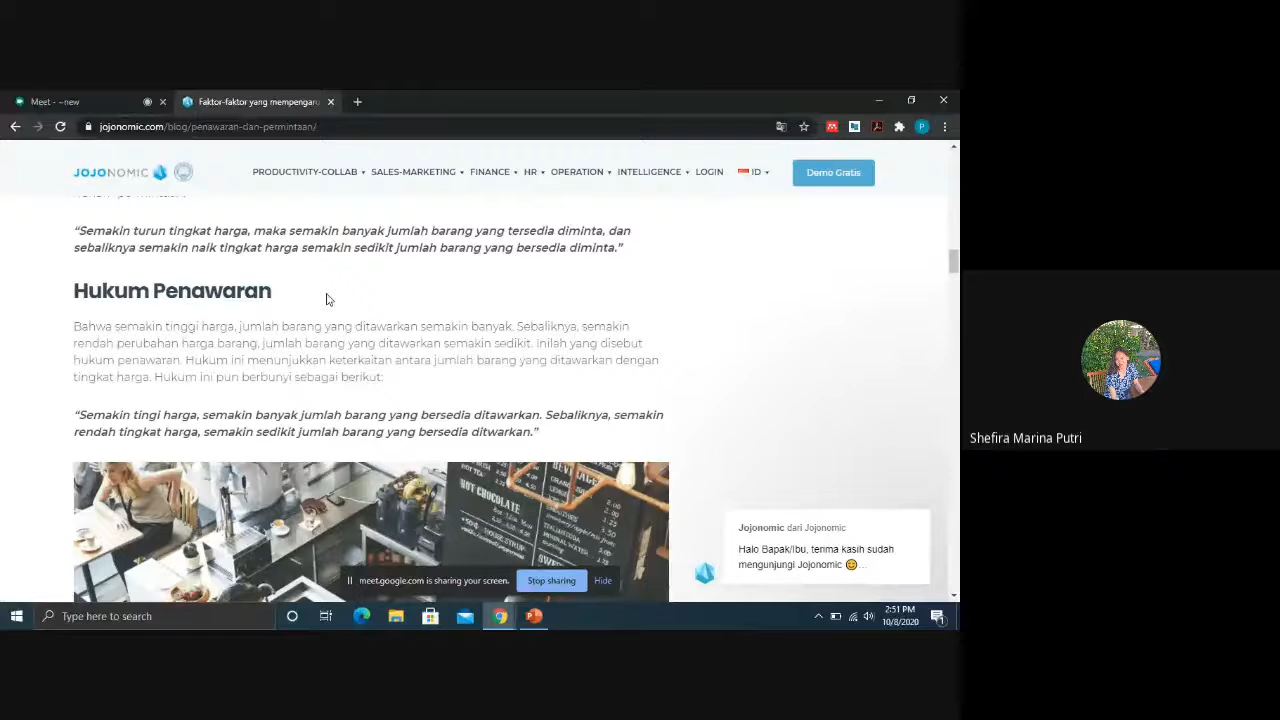 Meet - ~new
Faktor-faktor yang mempengaru
jojonomic.com/blog/penawaran-dan-permintaan/
JOJONOMIC
PRODUCTIVITY-COLLAB
SALES-MARKETING
FINANCE
HR
OPERATION
INTELLIGENCE
LOGIN
ID
Demo Gratis
“Semakin turun tingkat harga, maka semakin banyak jumlah barang yang tersedia diminta, dan
sebaliknya semakin naik tingkat harga semakin sedikit jumlah barang yang bersedia diminta.”
Hukum Penawaran
Bahwa semakin tinggi harga, jumlah barang yang ditawarkan semakin banyak. Sebaliknya, semakin
rendah perubahan harga barang, jumlah barang yang ditawarkan semakin sedikit. Inilah yang disebut
hukum penawaran. Hukum ini menunjukkan keterkaitan antara jumlah barang yang ditawarkan dengan
tingkat harga. Hukum ini pun berbunyi sebagai berikut:
“Semakin tingi harga, semakin banyak jumlah barang yang bersedia ditawarkan. Sebaliknya, semakin
rendah tingkat harga, semakin sedikit jumlah barang yang bersedia ditwarkan.”
HOT CHOCOLATE
Jojonomic dari Jojonomic
Halo Bapak/Ibu, terima kasih sudah
mengunjungi Jojonomic 😊...
meet.google.com is sharing your screen.
Stop sharing
Hide
Shefira Marina Putri
Type here to search
2:51 PM
10/8/2020